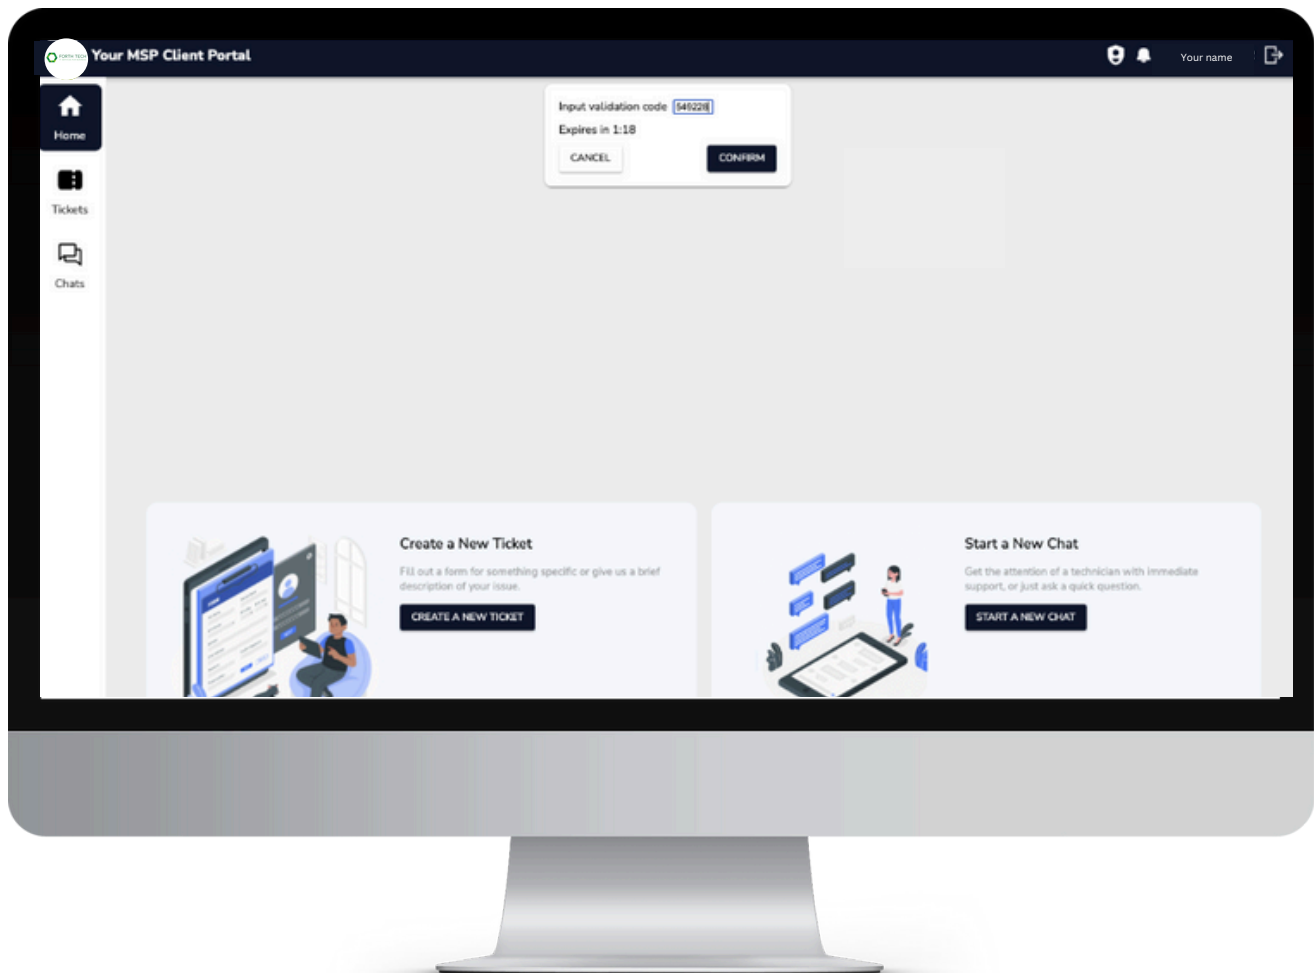 FORTH TECH
Your MSP Client Portal
Your name
Home
Tickets
Chats
Input validation code 549228
Expires in 1:18
CANCEL
CONFIRM
Create a New Ticket
Fill out a form for something specific or give us a brief
description of your issue.
CREATE A NEW TICKET
Start a New Chat
Get the attention of a technician with immediate
support, or just ask a quick question.
START A NEW CHAT